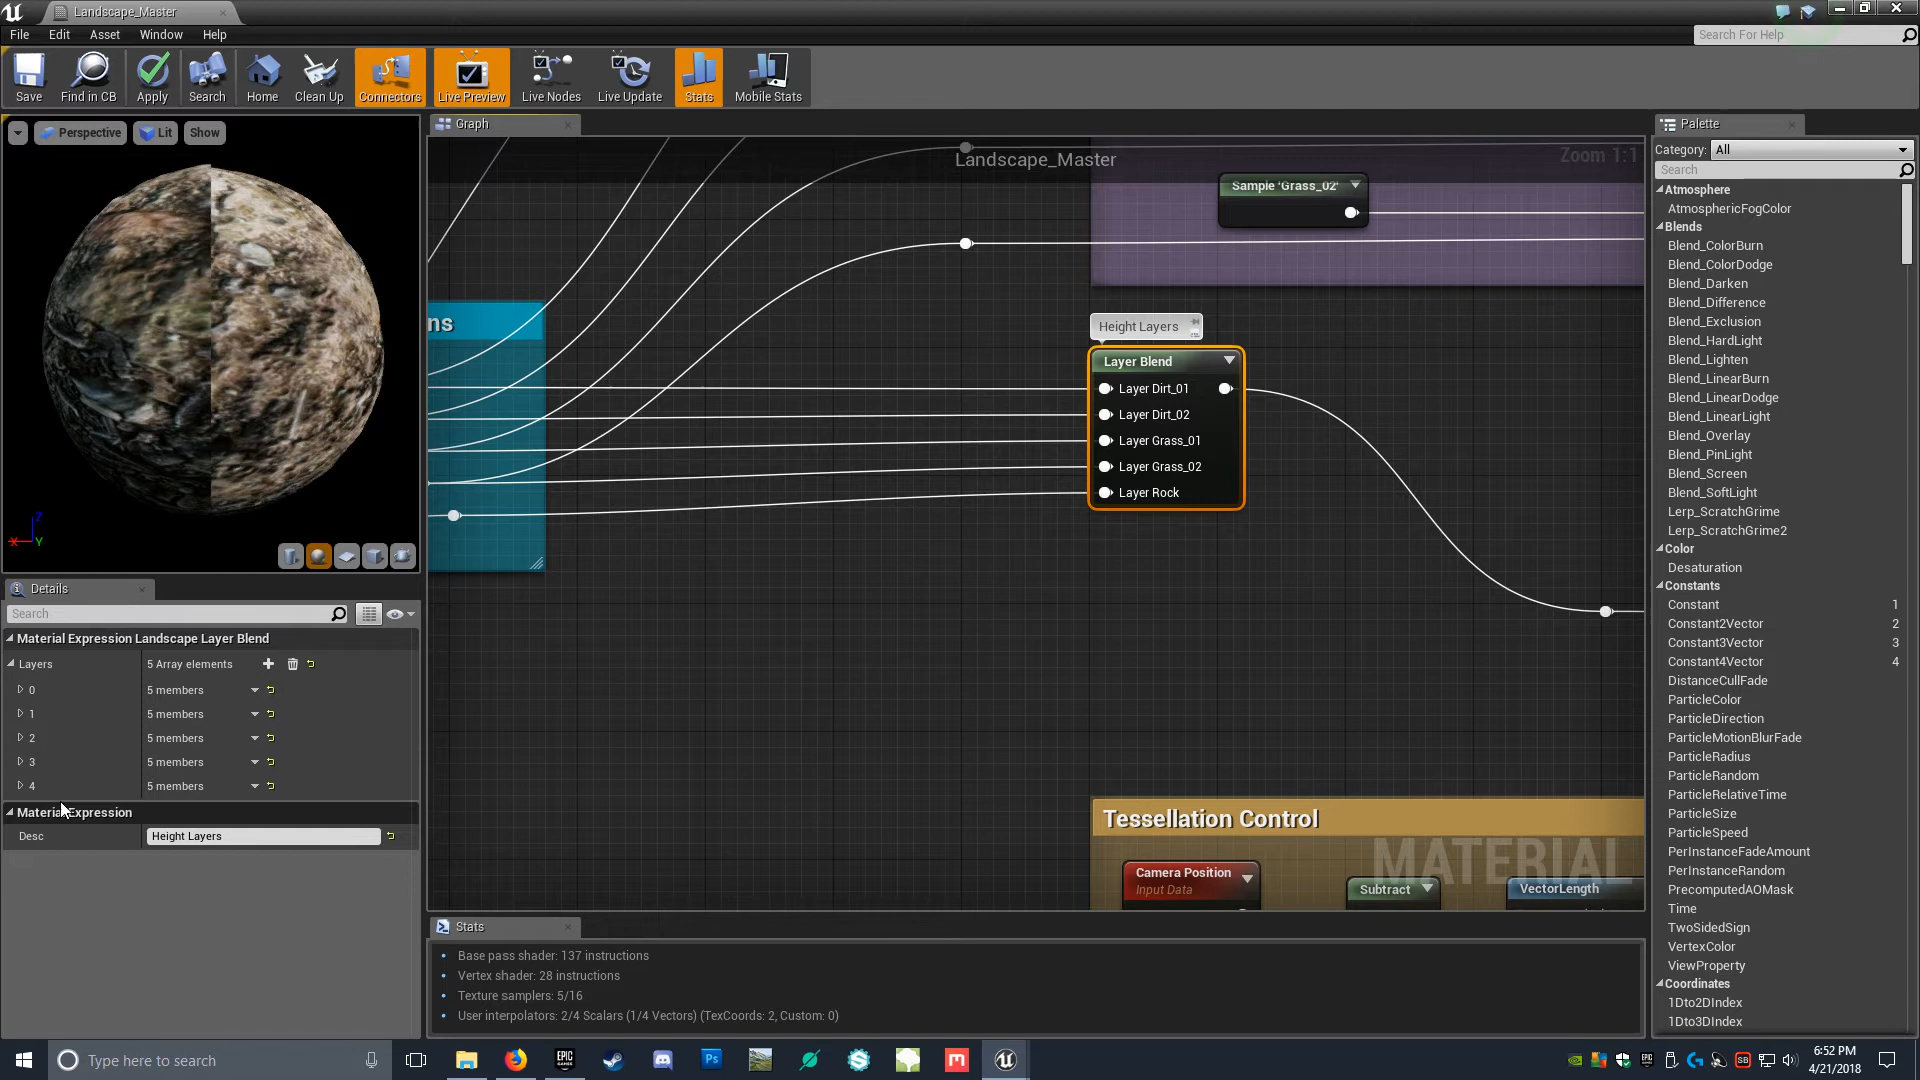 Landscape_Master
File Edit Asset Window Help
Search For Help
Save Find in CB Apply Search Home Clean Up Connectors Live Preview Live Nodes Live Update Stats Mobile Stats
Perspective Lit Show
Graph
Landscape_Master
Zoom 1:1
Sample 'Grass_02'
ns
Height Layers
Layer Blend
Layer Dirt_01
Layer Dirt_02
Layer Grass_01
Layer Grass_02
Layer Rock
Tessellation Control
MATERIAL
Camera Position
Input Data
Subtract
VectorLength
Z
X
Y
Details
Search
Material Expression Landscape Layer Blend
Layers 5 Array elements
0 5 members
1 5 members
2 5 members
3 5 members
4 5 members
Material Expression
Desc Height Layers
Stats
Base pass shader: 137 instructions
Vertex shader: 28 instructions
Texture samplers: 5/16
User interpolators: 2/4 Scalars (1/4 Vectors) (TexCoords: 2, Custom: 0)
Palette
Category: All
Search
Atmosphere
AtmosphericFogColor
Blends
Blend_ColorBurn
Blend_ColorDodge
Blend_Darken
Blend_Difference
Blend_Exclusion
Blend_HardLight
Blend_Lighten
Blend_LinearBurn
Blend_LinearDodge
Blend_LinearLight
Blend_Overlay
Blend_PinLight
Blend_Screen
Blend_SoftLight
Lerp_ScratchGrime
Lerp_ScratchGrime2
Color
Desaturation
Constants
Constant 1
Constant2Vector 2
Constant3Vector 3
Constant4Vector 4
DistanceCullFade
ParticleColor
ParticleDirection
ParticleMotionBlurFade
ParticleRadius
ParticleRandom
ParticleRelativeTime
ParticleSize
ParticleSpeed
PerInstanceFadeAmount
PerInstanceRandom
PrecomputedAOMask
Time
TwoSidedSign
VertexColor
ViewProperty
Coordinates
1Dto2DIndex
1Dto3DIndex
Type here to search
EPIC GAMES
Ps
SB
6:52 PM
4/21/2018